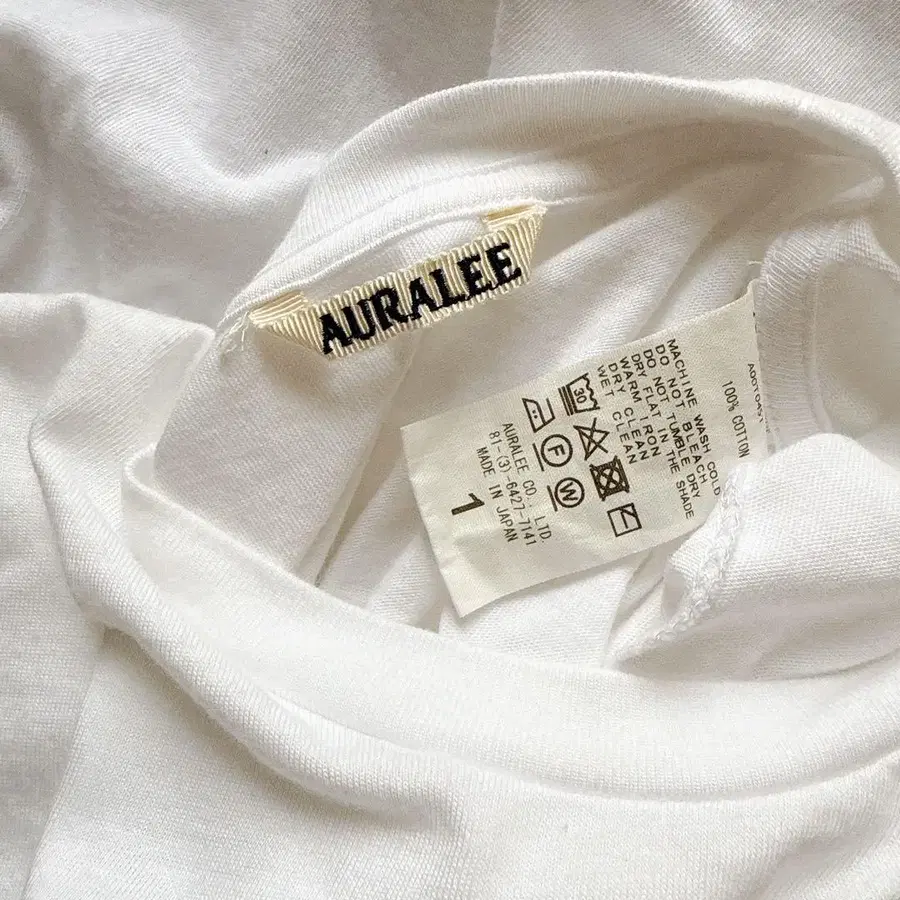 AURALEE
100% COTTON
MACHINE WASH COLD
DO NOT BLEACH
DO NOT TUMBLE DRY
DRY FLAT IN THE SHADE
WARM IRON
DRY CLEAN
WET CLEAN
30
F
W
AURALEE CO., LTD.
81-(3)-6427-7141
MADE IN JAPAN
1